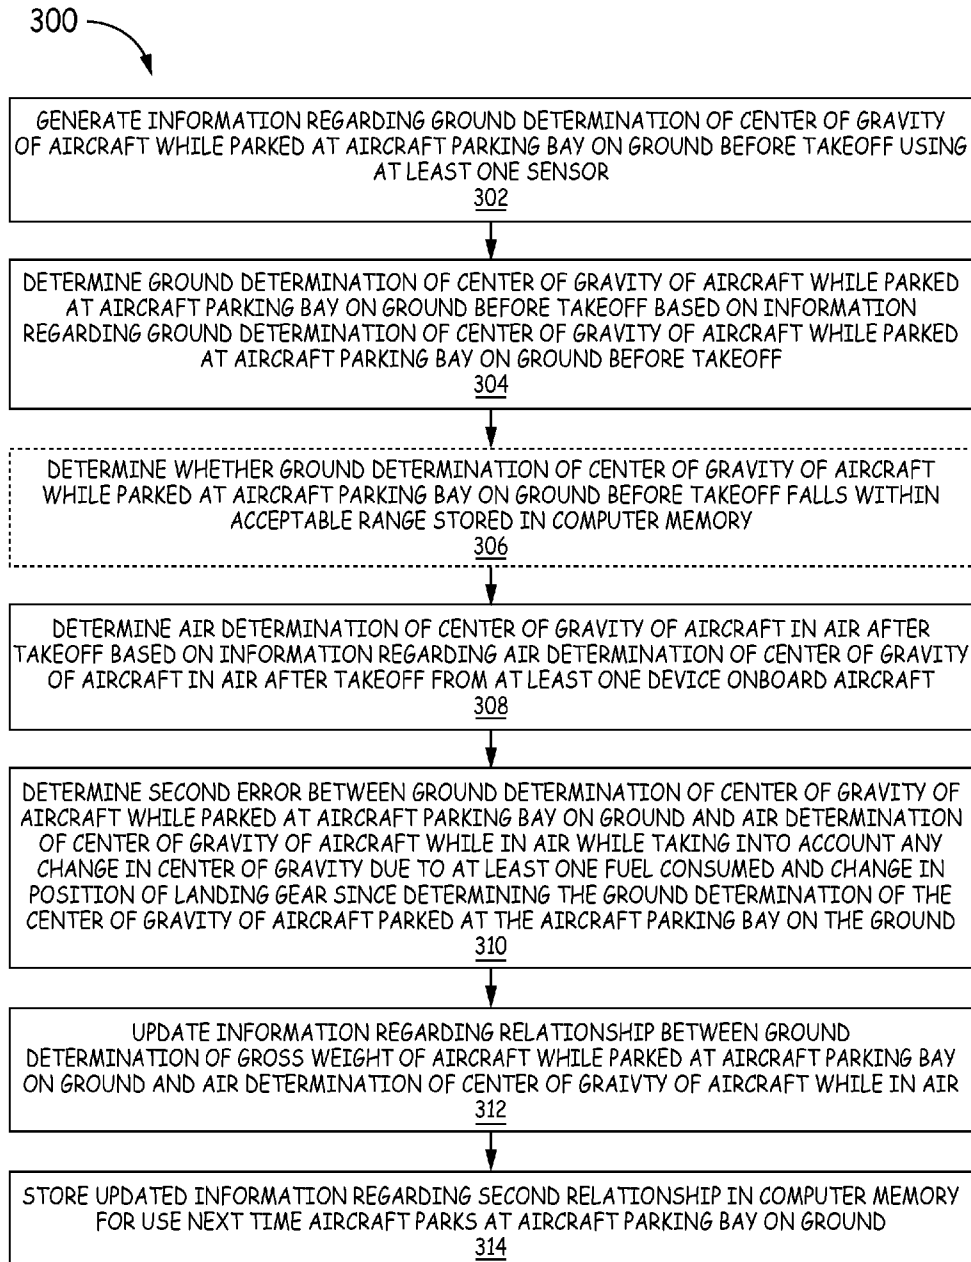 300
GENERATE INFORMATION REGARDING GROUND DETERMINATION OF CENTER OF GRAVITY
OF AIRCRAFT WHILE PARKED AT AIRCRAFT PARKING BAY ON GROUND BEFORE TAKEOFF USING
AT LEAST ONE SENSOR
302
DETERMINE GROUND DETERMINATION OF CENTER OF GRAVITY OF AIRCRAFT WHILE PARKED
AT AIRCRAFT PARKING BAY ON GROUND BEFORE TAKEOFF BASED ON INFORMATION
REGARDING GROUND DETERMINATION OF CENTER OF GRAVITY OF AIRCRAFT WHILE PARKED
AT AIRCRAFT PARKING BAY ON GROUND BEFORE TAKEOFF
304
DETERMINE WHETHER GROUND DETERMINATION OF CENTER OF GRAVITY OF AIRCRAFT
WHILE PARKED AT AIRCRAFT PARKING BAY ON GROUND BEFORE TAKEOFF FALLS WITHIN
ACCEPTABLE RANGE STORED IN COMPUTER MEMORY
306
DETERMINE AIR DETERMINATION OF CENTER OF GRAVITY OF AIRCRAFT IN AIR AFTER
TAKEOFF BASED ON INFORMATION REGARDING AIR DETERMINATION OF CENTER OF GRAVITY
OF AIRCRAFT IN AIR AFTER TAKEOFF FROM AT LEAST ONE DEVICE ONBOARD AIRCRAFT
308
DETERMINE SECOND ERROR BETWEEN GROUND DETERMINATION OF CENTER OF GRAVITY OF
AIRCRAFT WHILE PARKED AT AIRCRAFT PARKING BAY ON GROUND AND AIR DETERMINATION
OF CENTER OF GRAVITY OF AIRCRAFT WHILE IN AIR WHILE TAKING INTO ACCOUNT ANY
CHANGE IN CENTER OF GRAVITY DUE TO AT LEAST ONE FUEL CONSUMED AND CHANGE IN
POSITION OF LANDING GEAR SINCE DETERMINING THE GROUND DETERMINATION OF THE
CENTER OF GRAVITY OF AIRCRAFT PARKED AT THE AIRCRAFT PARKING BAY ON THE GROUND
310
UPDATE INFORMATION REGARDING RELATIONSHIP BETWEEN GROUND
DETERMINATION OF GROSS WEIGHT OF AIRCRAFT WHILE PARKED AT AIRCRAFT PARKING BAY
ON GROUND AND AIR DETERMINATION OF CENTER OF GRAIVTY OF AIRCRAFT WHILE IN AIR
312
STORE UPDATED INFORMATION REGARDING SECOND RELATIONSHIP IN COMPUTER MEMORY
FOR USE NEXT TIME AIRCRAFT PARKS AT AIRCRAFT PARKING BAY ON GROUND
314